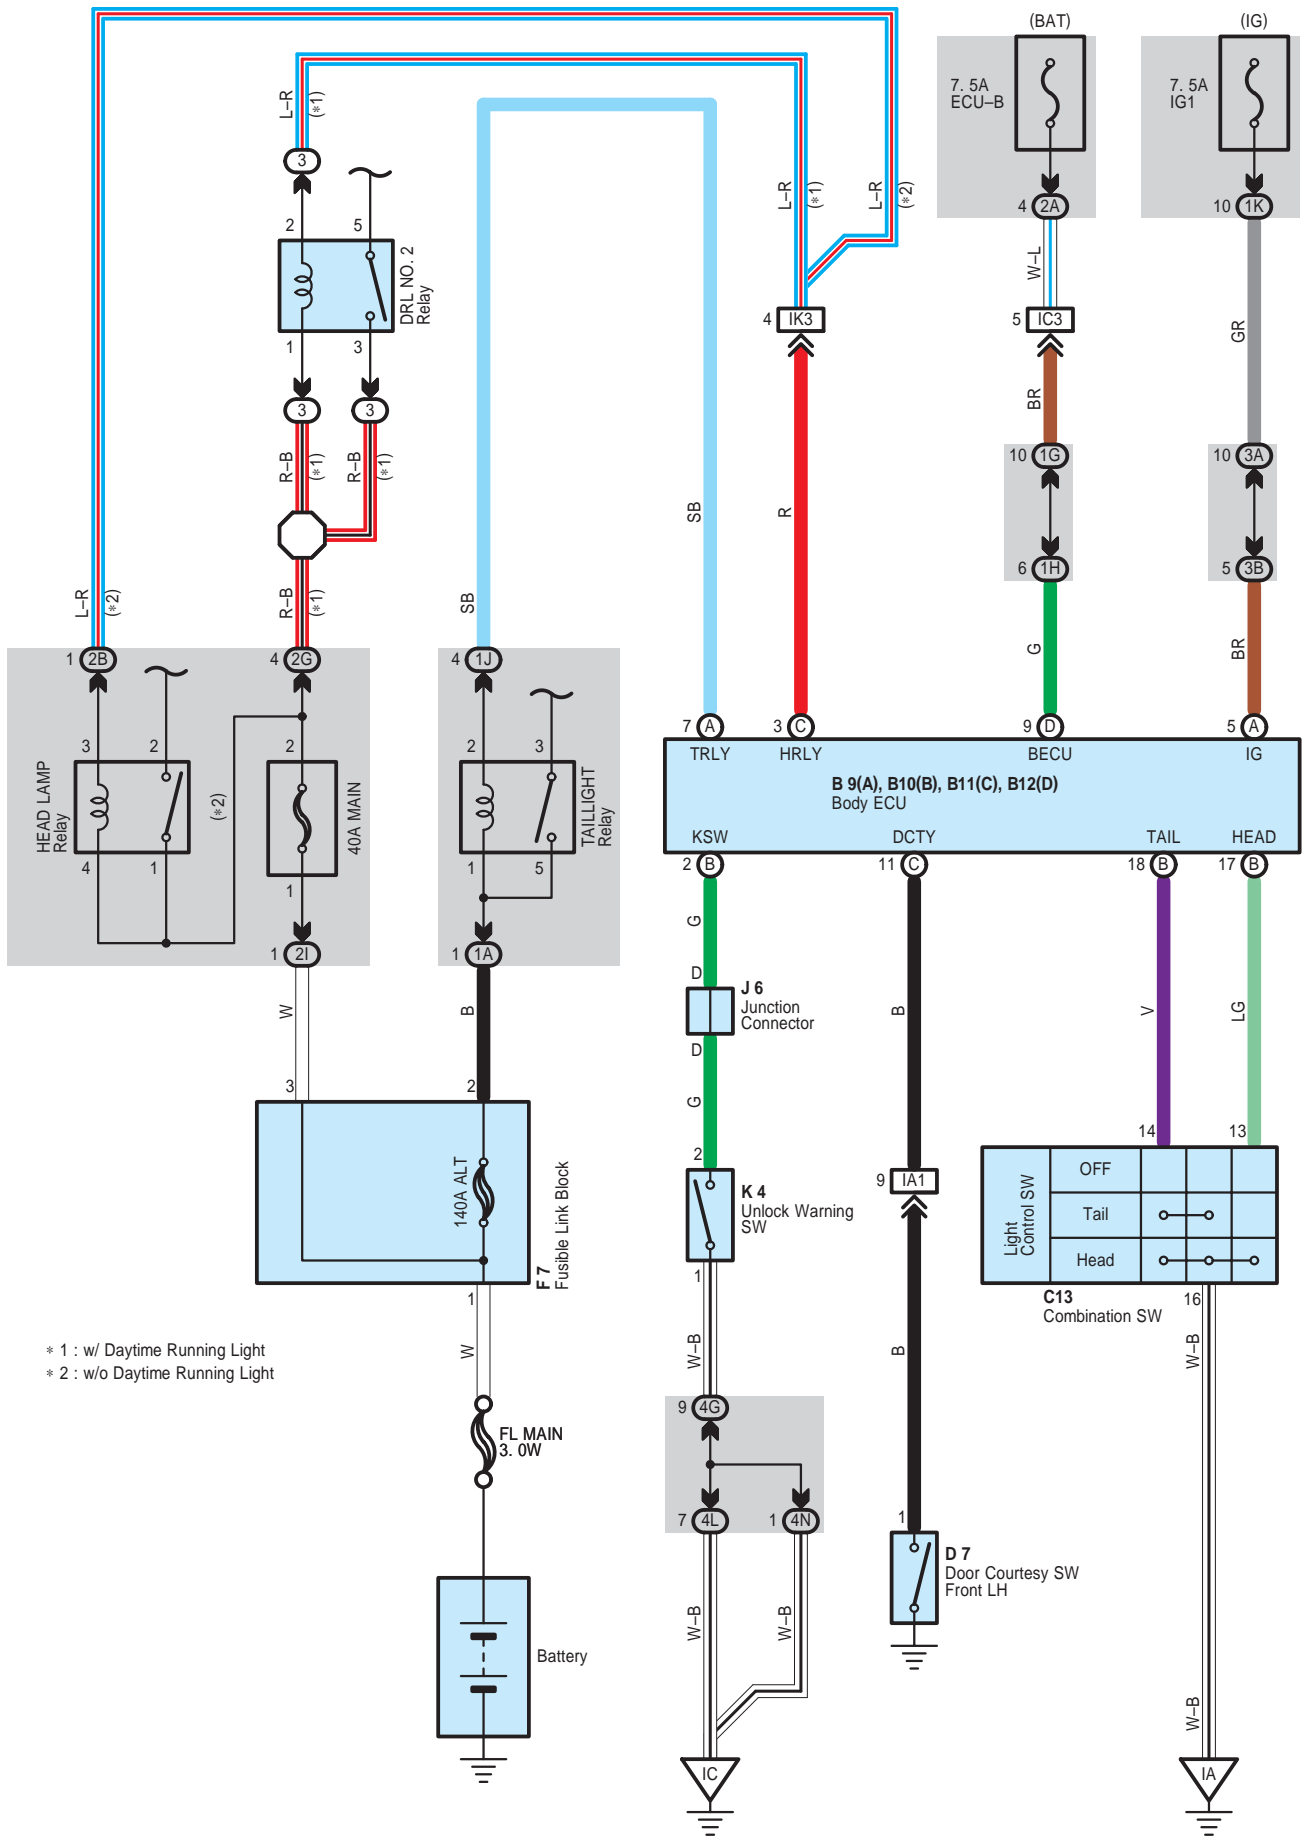 (BAT)
(IG)
7. 5A
ECU–B
7. 5A
IG1
L–R
(∗1)
3
L–R
(∗1)
L–R
(∗2)
4 2A
10 1K
2 5
DRL NO. 2
Relay
W–L
1 3
4 IK3
5 IC3
GR
BR
3 3
R–B
(∗1)
R–B
(∗1)
10 1G
10 3A
SB
R
6 1H
5 3B
L–R
(∗2)
R–B
(∗1)
SB
G
BR
1 2B
4 2G
4 1J
7 A
3 C
9 D
5 A
TRLY HRLY BECU IG
3 2
2
2 3
HEAD LAMP
Relay
(∗2)
40A MAIN
TAILLIGHT
Relay
B 9(A), B10(B), B11(C), B12(D)
Body ECU
KSW DCTY TAIL HEAD
4 1
1
1 5
2 B
11 C
18 B
17 B
G
1 2I
1 1A
D
J 6
Junction
Connector
W
B
B
V
LG
D
G
3 2
14 13
2
140A ALT
F 7
Fusible Link Block
K 4
Unlock Warning
SW
9 IA1
Light
Control SW
OFF
Tail
Head
1
1
C13
Combination SW
16
∗ 1 : w/ Daytime Running Light
∗ 2 : w/o Daytime Running Light
W
W–B
B
W–B
9 4G
FL MAIN
3. 0W
7 4L
1 4N
1
D 7
Door Courtesy SW
Front LH
W–B
W–B
Battery
W–B
IC
IA